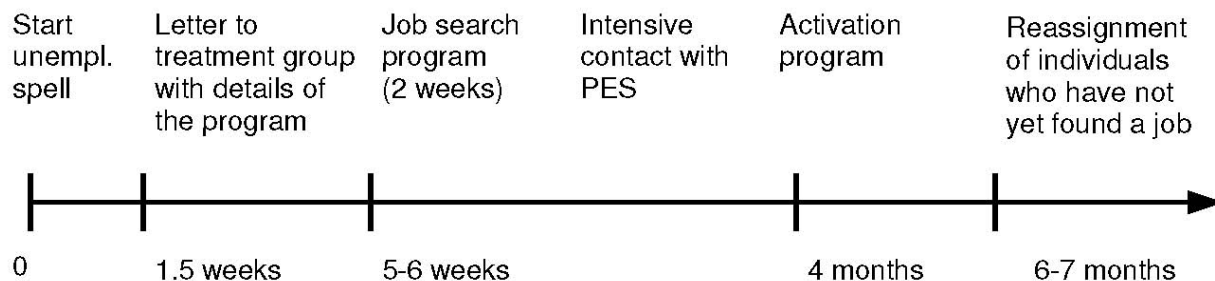 Start
unempl.
spell
Letter to
treatment group
with details of
the program
Job search
program
(2 weeks)
Intensive
contact with
PES
Activation
program
Reassignment
of individuals
who have not
yet found a job
0
1.5 weeks
5-6 weeks
4 months
6-7 months